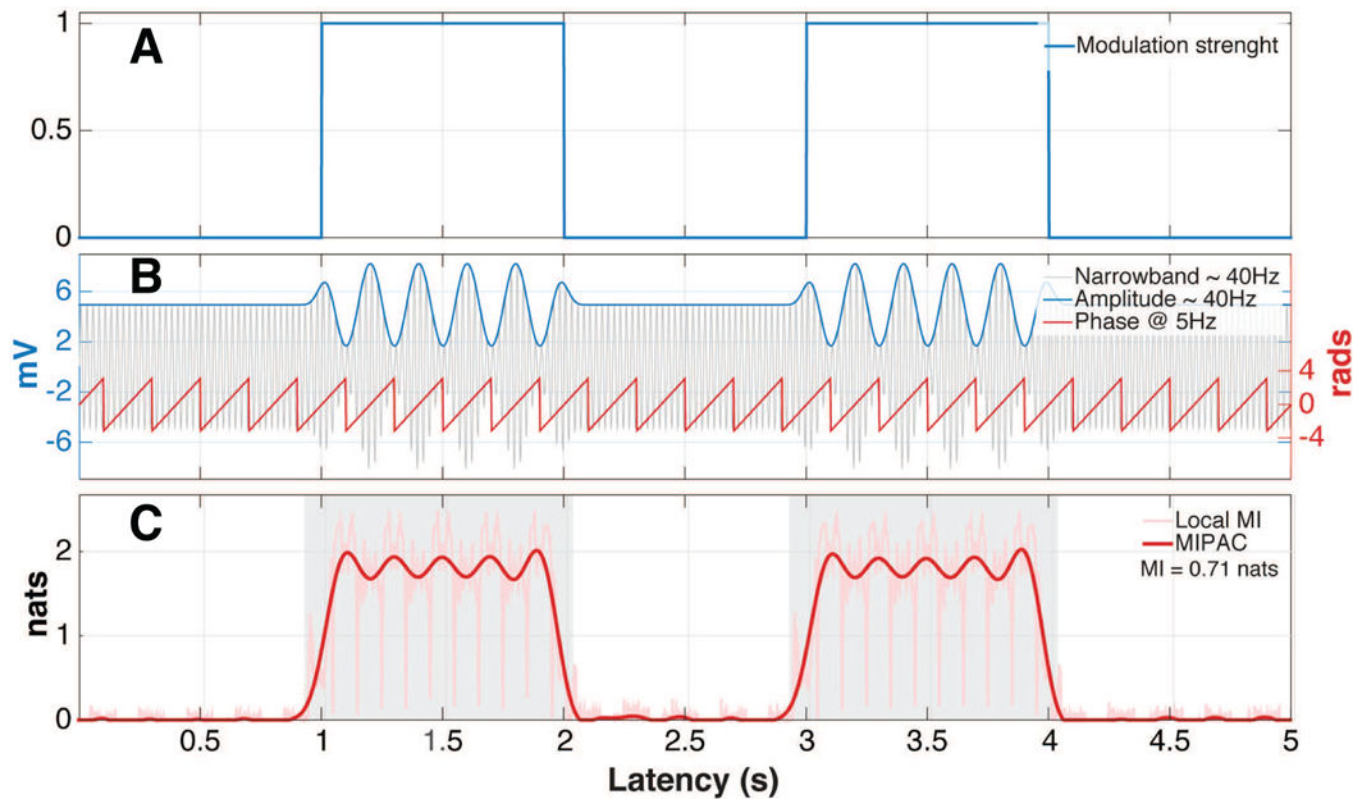 A
1
0.5
0
Modulation strenght
B
mV
6
2
-2
-6
Narrowband ~ 40Hz
Amplitude ~ 40Hz
Phase @ 5Hz
4
0
-4
rads
C
nats
2
1
0
Local MI
MIPAC
MI = 0.71 nats
0.5 1 1.5 2 2.5 3 3.5 4 4.5 5
Latency (s)